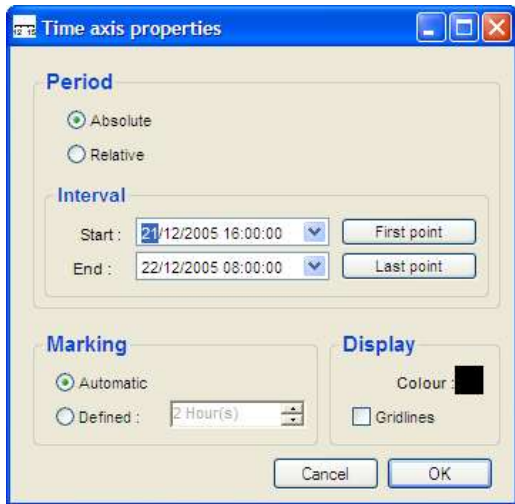 Time axis properties
Period
Absolute
Relative
Interval
Start : 21/12/2005 16:00:00 First point
End : 22/12/2005 08:00:00 Last point
Marking
Automatic
Defined : 2 Hour(s)
Display
Colour :
Gridlines
Cancel OK